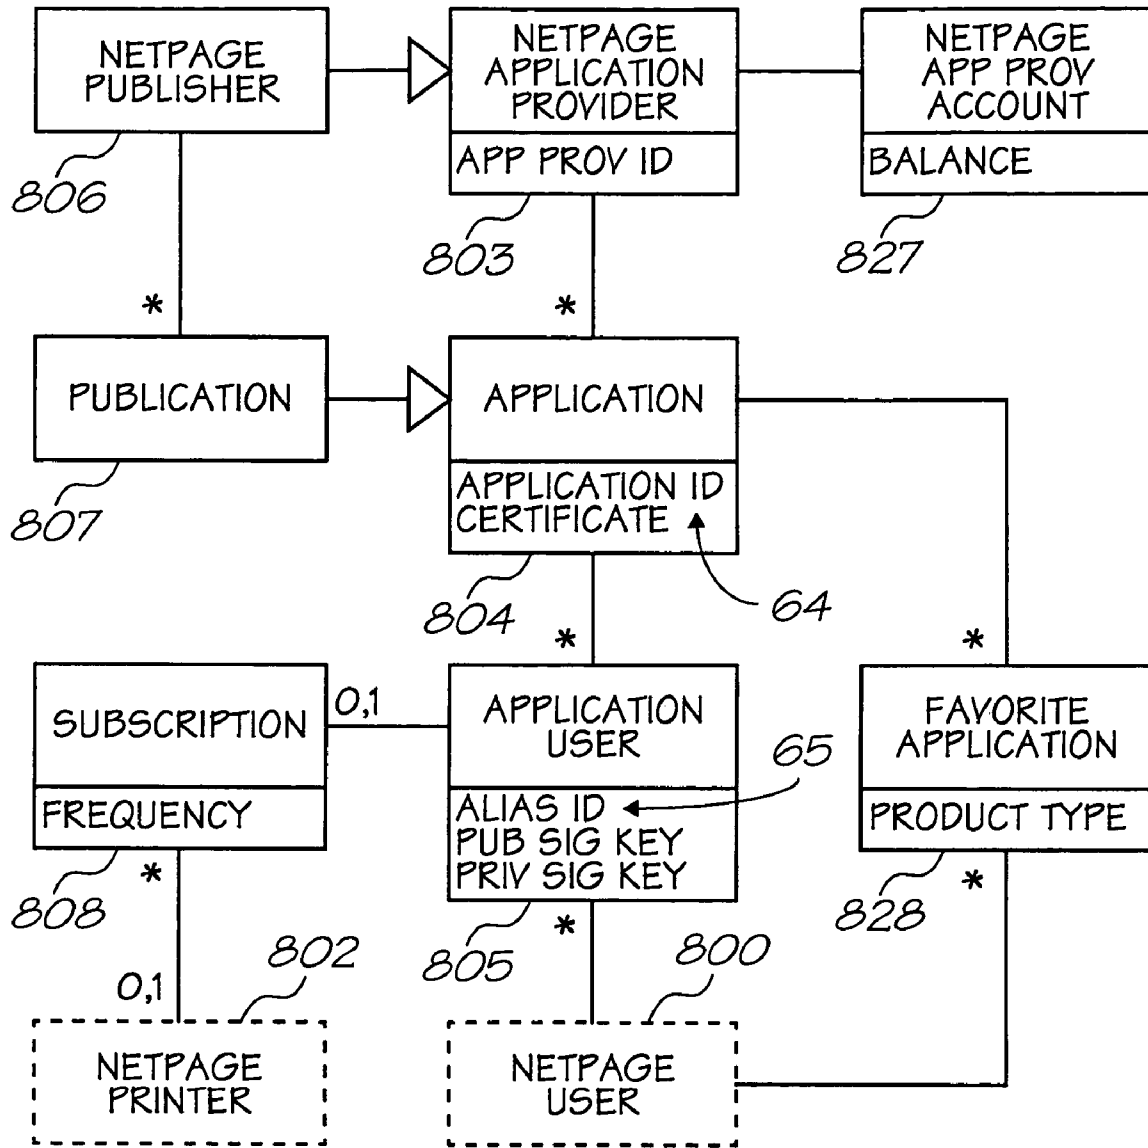 NETPAGE
PUBLISHER
NETPAGE
APPLICATION
PROVIDER
APP PROV ID
NETPAGE
APP PROV
ACCOUNT
BALANCE
806
803
827
*
*
PUBLICATION
APPLICATION
APPLICATION ID
CERTIFICATE
807
804
64
*
*
SUBSCRIPTION
FREQUENCY
0,1
APPLICATION
USER
ALIAS ID
PUB SIG KEY
PRIV SIG KEY
65
FAVORITE
APPLICATION
PRODUCT TYPE
808
*
805
*
828
*
0,1
802
800
NETPAGE
PRINTER
NETPAGE
USER